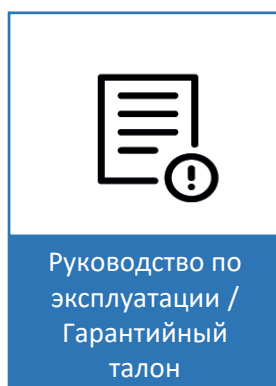 Руководство по
эксплуатации /
Гарантийный
талон